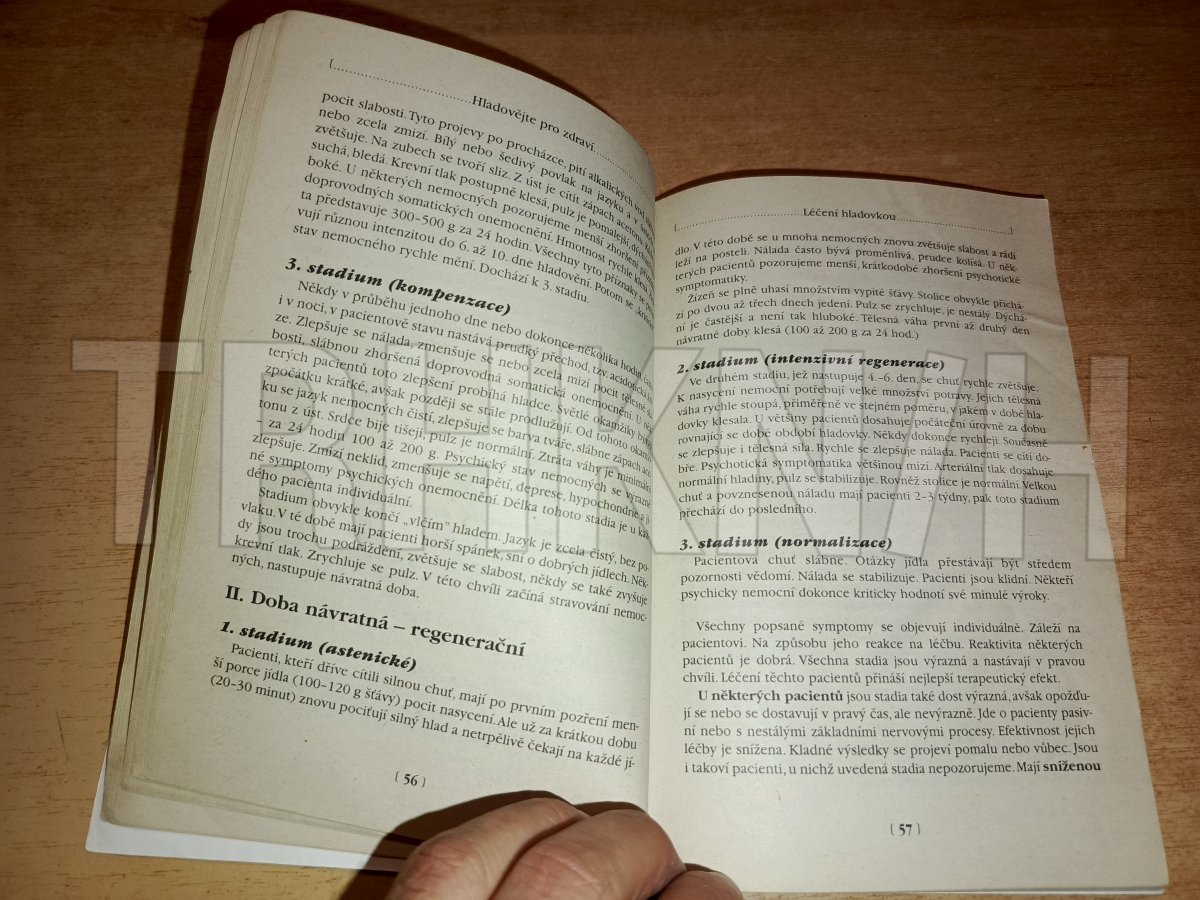 Hladovějte pro zdraví
pocit slabosti. Tyto projevy po procházce, pití alkalických vod
nebo zcela zmizí. Bílý nebo šedivý povlak na jazyku a v
zvětšuje. Na zubech se tvoří sliz. Z úst je cítit zápach acetonu.
suchá, bledá. Krevní tlak postupně klesá, pulz je pomalejší,
boké. U některých nemocných pozorujeme menší zhoršení
doprovodných somatických onemocnění. Hmotnost rychle klesá
ta představuje 300–500 g za 24 hodin. Všechny tyto příznaky se
vují různou intenzitou do 6. až 10. dne hladovění. Potom se
stav nemocného rychle mění. Dochází k 3. stadiu.
3. stadium (kompenzace)
Někdy v průběhu jednoho dne nebo dokonce několika hodin,
i v noci, v pacientově stavu nastává prudký přechod, tzv. acidotická
ze. Zlepšuje se nálada, zmenšuje se nebo zcela mizí pocit tělesné
bosti, slábnou zhoršená doprovodná somatická onemocnění. U
terých pacientů toto zlepšení probíhá hladce. Světlé okamžiky
zpočátku krátké, avšak později se stále prodlužují. Od tohoto
ku se jazyk nemocných čistí, zlepšuje se barva tváře, slábne zápach ace-
tonu z úst. Srdce bije tišeji, pulz je normální. Ztráta váhy je minimální
– za 24 hodin 100 až 200 g. Psychický stav nemocných se výrazně
zlepšuje. Zmizí neklid, zmenšuje se napětí, deprese, hypochondrie a
né symptomy psychických onemocnění. Délka tohoto stadia je u
dého pacienta individuální.
Stadium obvykle končí „vlčím" hladem. Jazyk je zcela čistý, bez po-
vlaku. V té době mají pacienti horší spánek, sní o dobrých jídlech. Něk-
dy jsou trochu podráždění, zvětšuje se slabost, někdy se také zvyšuje
krevní tlak. Zrychluje se pulz. V této chvíli začíná stravování nemoc-
ných, nastupuje návratná doba.
II. Doba návratná – regenerační
1. stadium (astenické)
Pacienti, kteří dříve cítili silnou chuť, mají po prvním pozření men-
ší porce jídla (100–120 g šťávy) pocit nasycení. Ale už za krátkou dobu
(20–30 minut) znovu pociťují silný hlad a netrpělivě čekají na každé jí-
[ 56 ]
Léčení hladovkou
dlo. V této době se u mnoha nemocných znovu zvětšuje slabost a rádi
leží na posteli. Nálada často bývá proměnlivá, prudce kolísá. U něk-
terých pacientů pozorujeme menší, krátkodobé zhoršení psychotické
symptomatiky.
Žízeň se plně uhasí množstvím vypité šťávy. Stolice obvykle přichá-
zí po dvou až třech dnech jedení. Pulz se zrychluje, je nestálý. Dýchá-
ní je častější a není tak hluboké. Tělesná váha první až druhý den
návratné doby klesá (100 až 200 g za 24 hod.)
2. stadium (intenzivní regenerace)
Ve druhém stadiu, jež nastupuje 4.–6. den, se chuť rychle zvětšuje.
K nasycení nemocní potřebují velké množství potravy. Jejich tělesná
váha rychle stoupá, přiměřeně ve stejném poměru, v jakém v době hla-
dovky klesala. U většiny pacientů dosahuje počáteční úrovně za dobu
rovnající se době období hladovky. Někdy dokonce rychleji. Současně
se zlepšuje i tělesná síla. Rychle se zlepšuje nálada. Pacienti se cítí do-
bře. Psychotická symptomatika většinou mizí. Arteriální tlak dosahuje
normální hladiny, pulz se stabilizuje. Rovněž stolice je normální. Velkou
chuť a povznesenou náladu mají pacienti 2–3 týdny, pak toto stadium
přechází do posledního.
3. stadium (normalizace)
Pacientova chuť slábne. Otázky jídla přestávají být středem
pozornosti vědomí. Nálada se stabilizuje. Pacienti jsou klidní. Někteří
psychicky nemocní dokonce kriticky hodnotí své minulé výroky.
Všechny popsané symptomy se objevují individuálně. Záleží na
pacientovi. Na způsobu jeho reakce na léčbu. Reaktivita některých
pacientů je dobrá. Všechna stadia jsou výrazná a nastávají v pravou
chvíli. Léčení těchto pacientů přináší nejlepší terapeutický efekt.
U některých pacientů jsou stadia také dost výrazná, avšak opožďu-
jí se nebo se dostavují v pravý čas, ale nevýrazně. Jde o pacienty pasiv-
ní nebo s nestálými základními nervovými procesy. Efektivnost jejich
léčby je snížena. Kladné výsledky se projeví pomalu nebo vůbec. Jsou
i takoví pacienti, u nichž uvedená stadia nepozorujeme. Mají sníženou
[ 57 ]